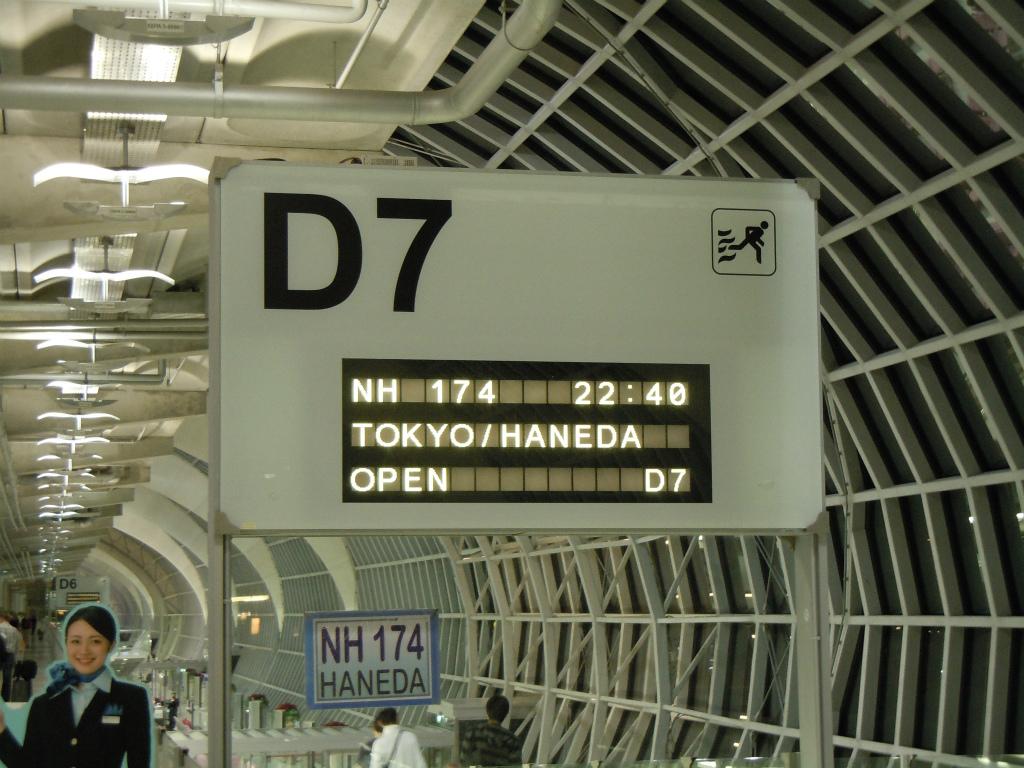 D7
NH 174 22:40
TOKYO/HANEDA
OPEN D7
D6
NH 174
HANEDA